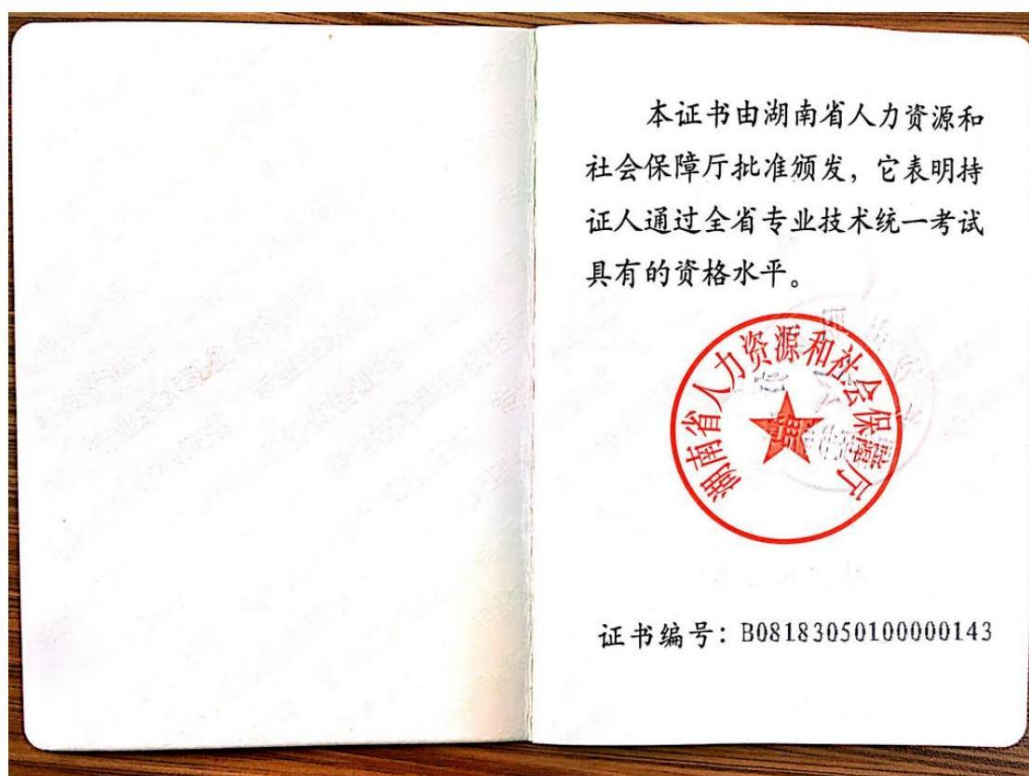 本证书由湖南省人力资源和
社会保障厅批准颁发，它表明持
证人通过全省专业技术统一考试
具有的资格水平。
湖南省人力资源和社会保障厅
证书编号：B08183050100000143